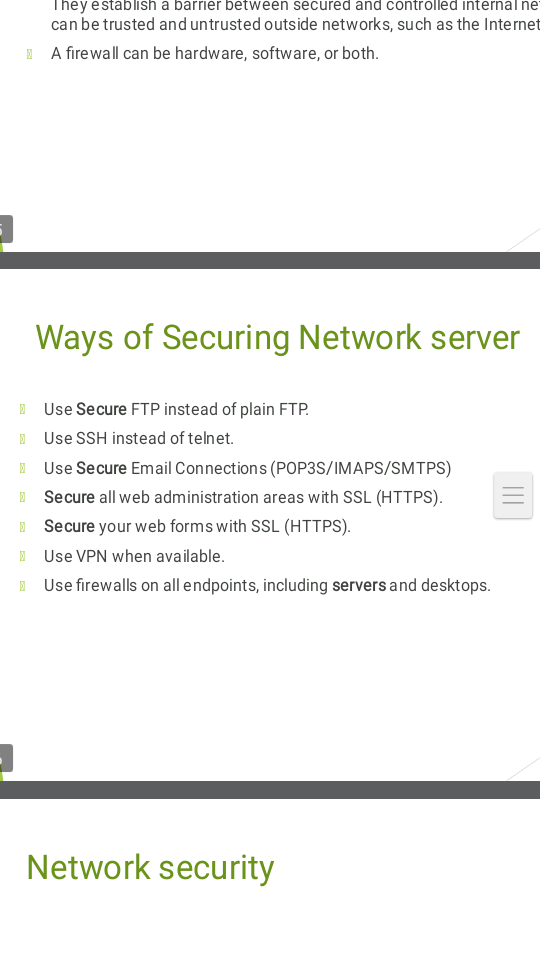 They establish a barrier between secured and controlled internal
can be trusted and untrusted outside networks, such as the Internet
A firewall can be hardware, software, or both.
Ways of Securing Network server
Use Secure FTP instead of plain FTP.
Use SSH instead of telnet.
Use Secure Email Connections (POP3S/IMAPS/SMTPS)
Secure all web administration areas with SSL (HTTPS).
Secure your web forms with SSL (HTTPS).
Use VPN when available.
Use firewalls on all endpoints, including servers and desktops.
Network security